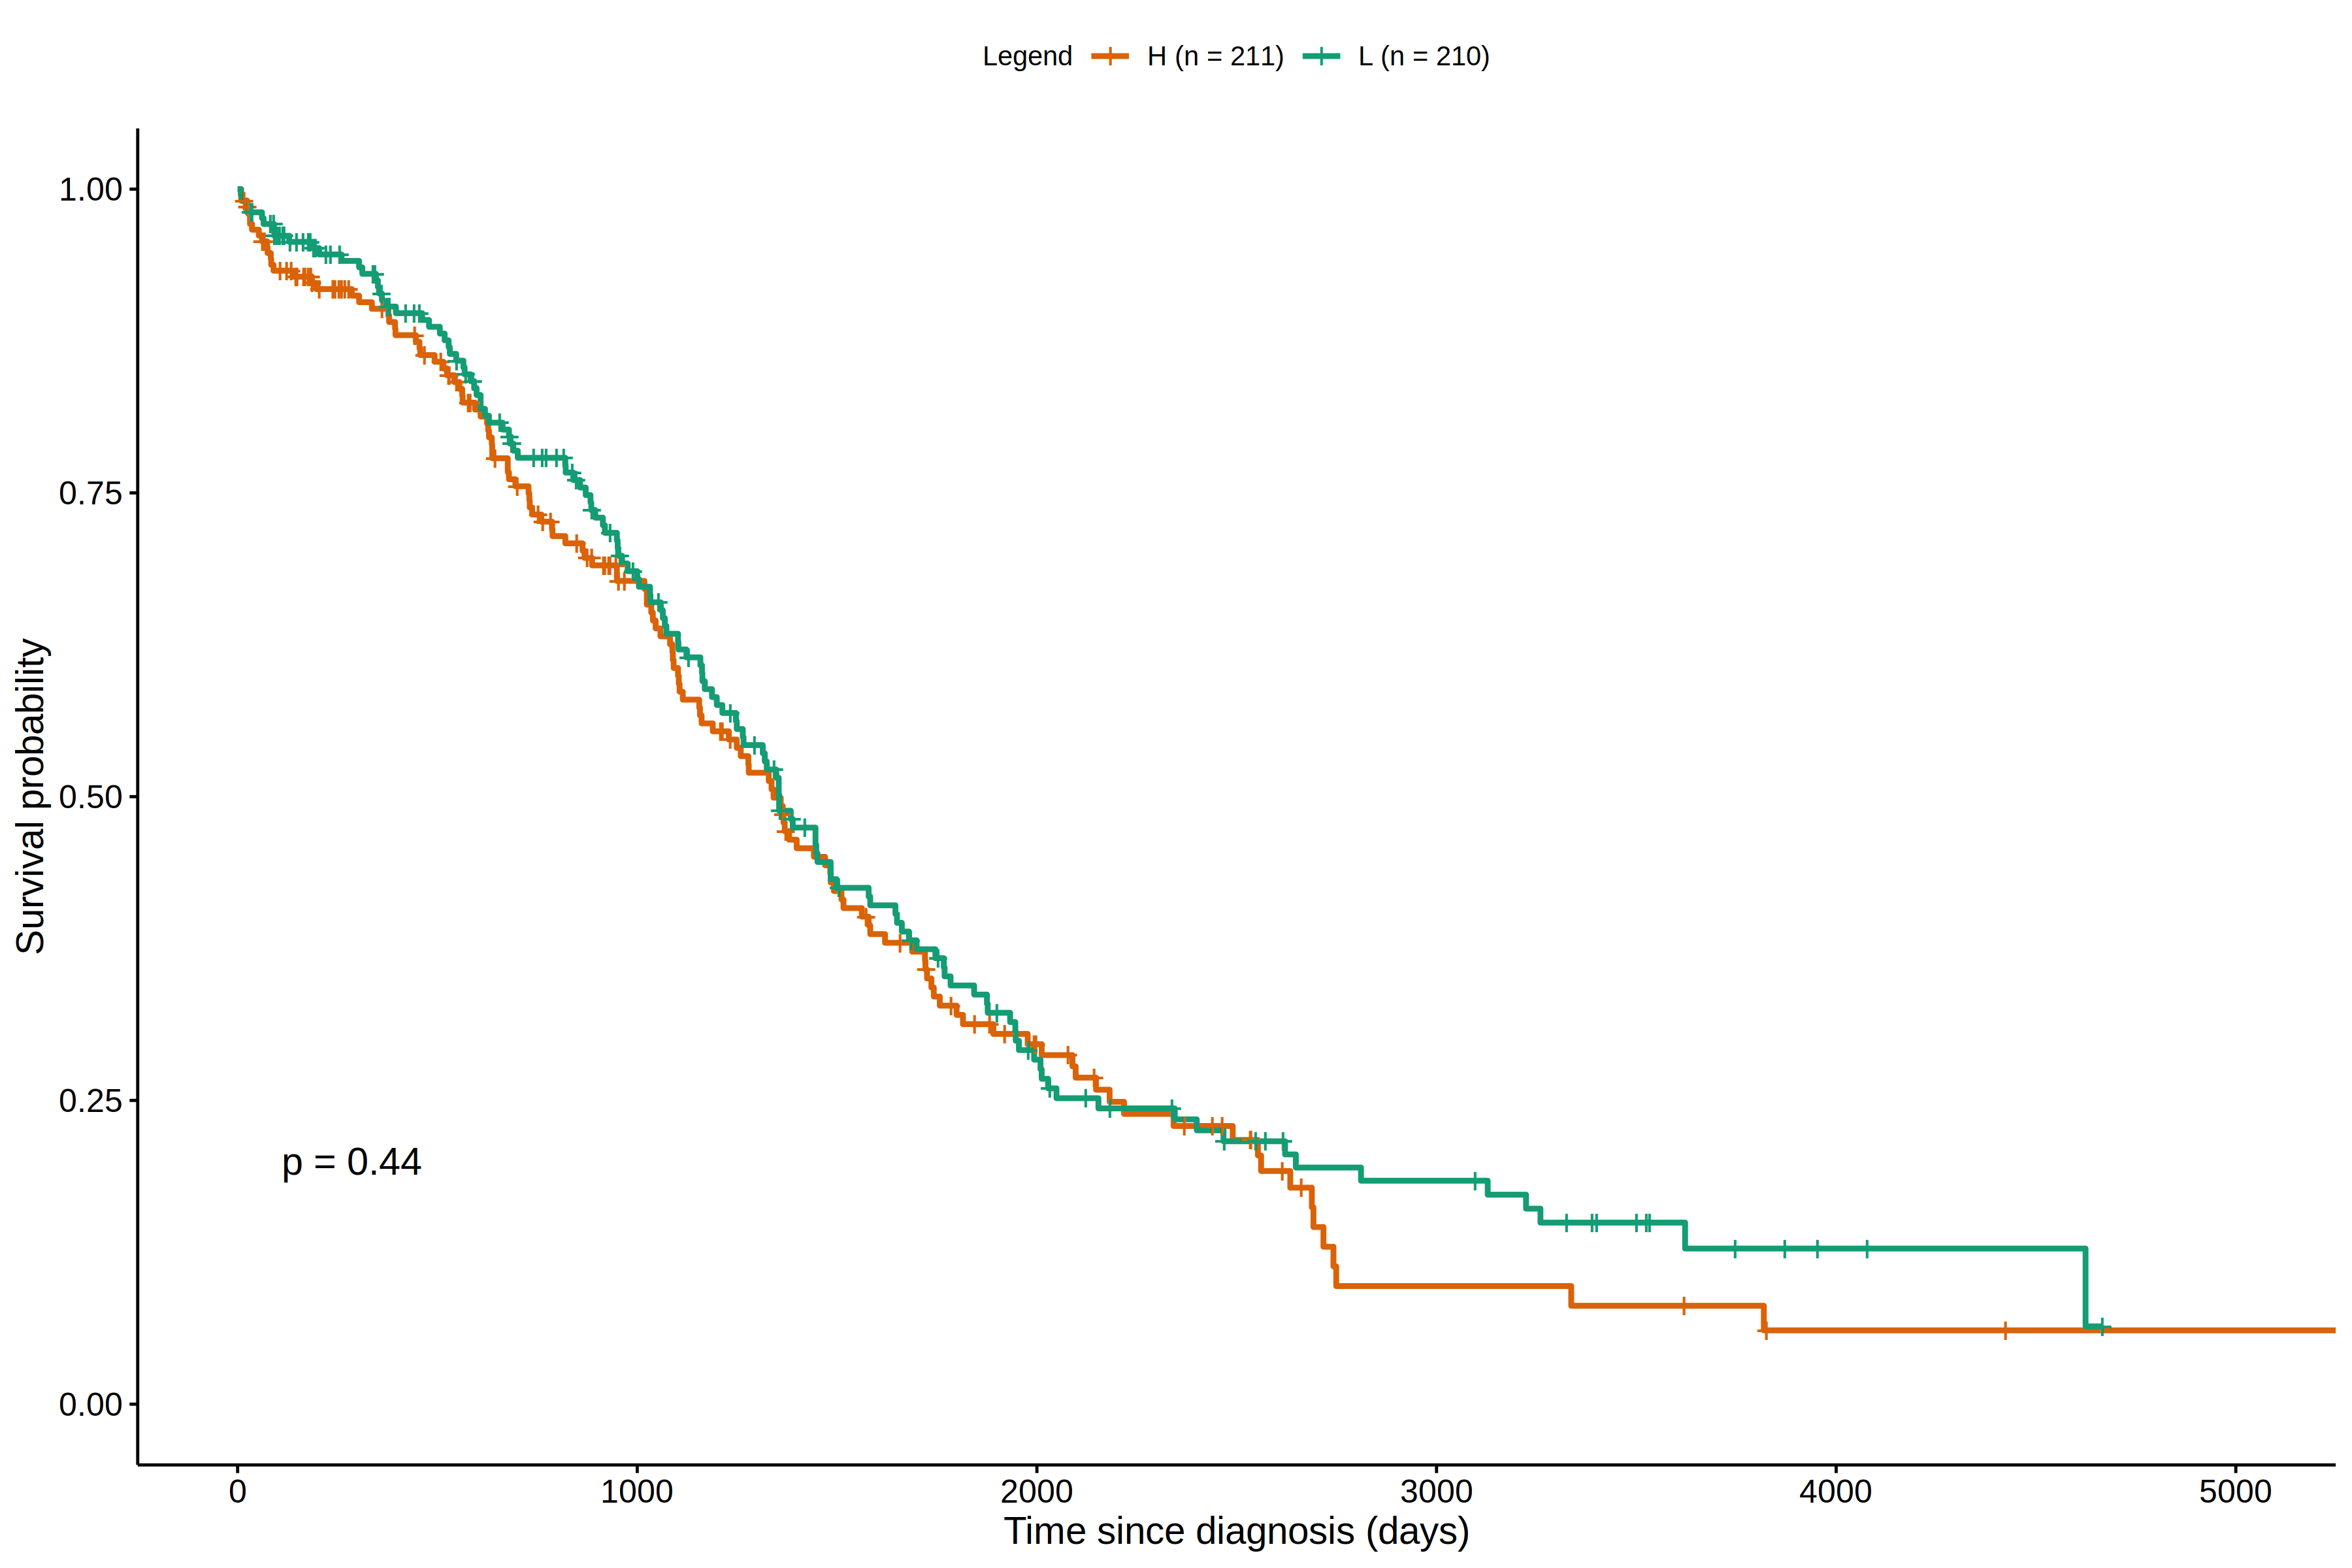 Legend H (n = 211) L (n = 210)
1.00
0.75
0.50
0.25
0.00
Survival probability
p = 0.44
0 1000 2000 3000 4000 5000
Time since diagnosis (days)